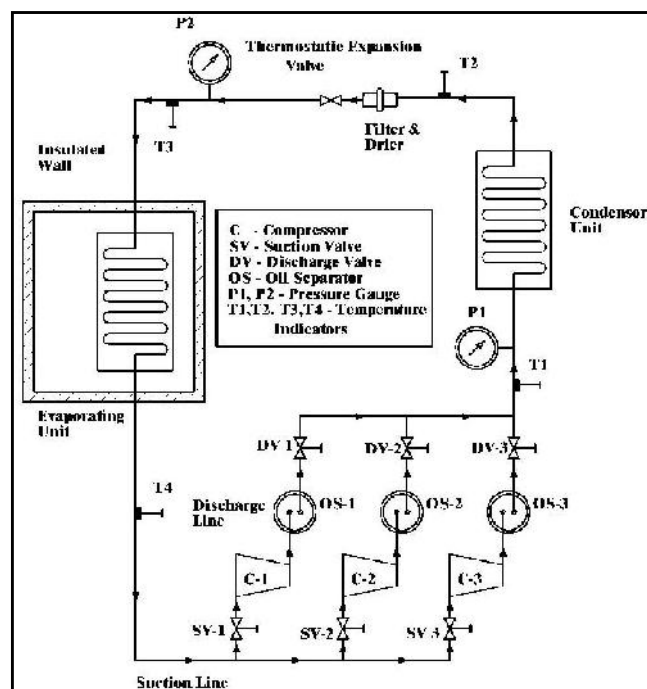 P2
Thermostatic Expansion
Valve
T2
T3
Filter &
Drier
Insulated
Wall
Condensor
Unit
C - Compressor
SV - Suction Valve
DV - Discharge Valve
OS - Oil Separator
P1, P2 - Pressure Gauge
T1,T2. T3,T4 - Temperature
Indicators
P1
T1
Evaporating
Unit
DV-1
DV-2
DV-3
T4
Discharge
Line
OS-1
OS-2
OS-3
C-1
C-2
C-3
SV-1
SV-2
SV 3
Suction Line